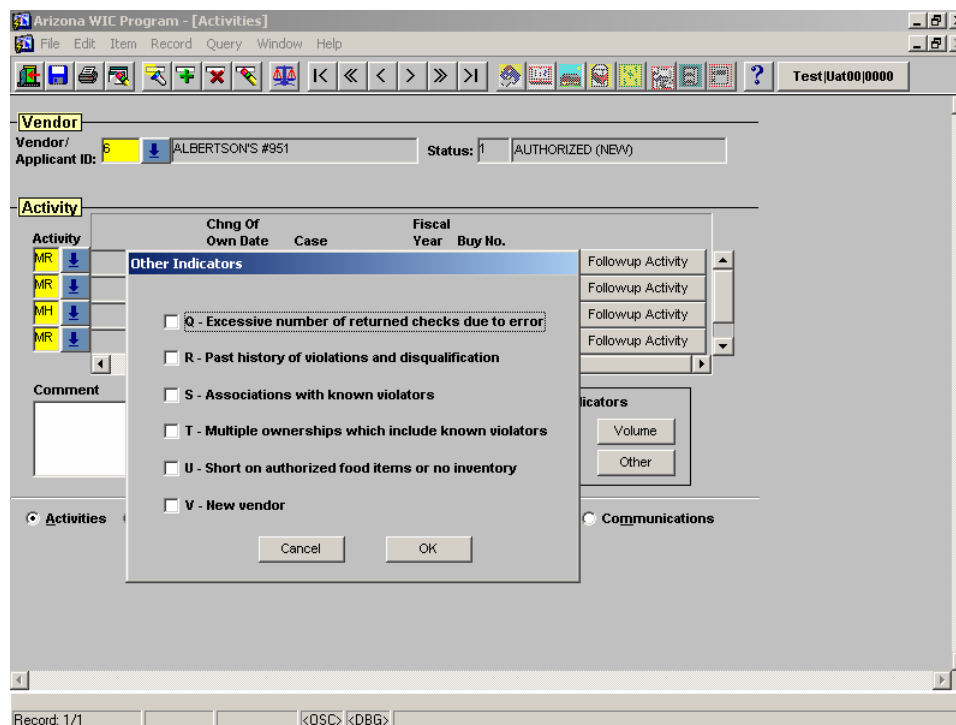 Arizona WIC Program - [Activities]
File Edit Item Record Query Window Help
Test|Uat00|0000
Vendor
Vendor/
Applicant ID: 6 ALBERTSON'S #951 Status: 1 AUTHORIZED (NEW)
Activity
Chng Of Fiscal
Activity Own Date Case Year Buy No.
MR Followup Activity
MR Followup Activity
MH Followup Activity
MR Followup Activity
Other Indicators
Q - Excessive number of returned checks due to error
R - Past history of violations and disqualification
S - Associations with known violators
T - Multiple ownerships which include known violators
U - Short on authorized food items or no inventory
V - New vendor
Cancel OK
Comment
dicators
Volume
Other
Activities Communications
Record: 1/1 <OSC> <DBG>